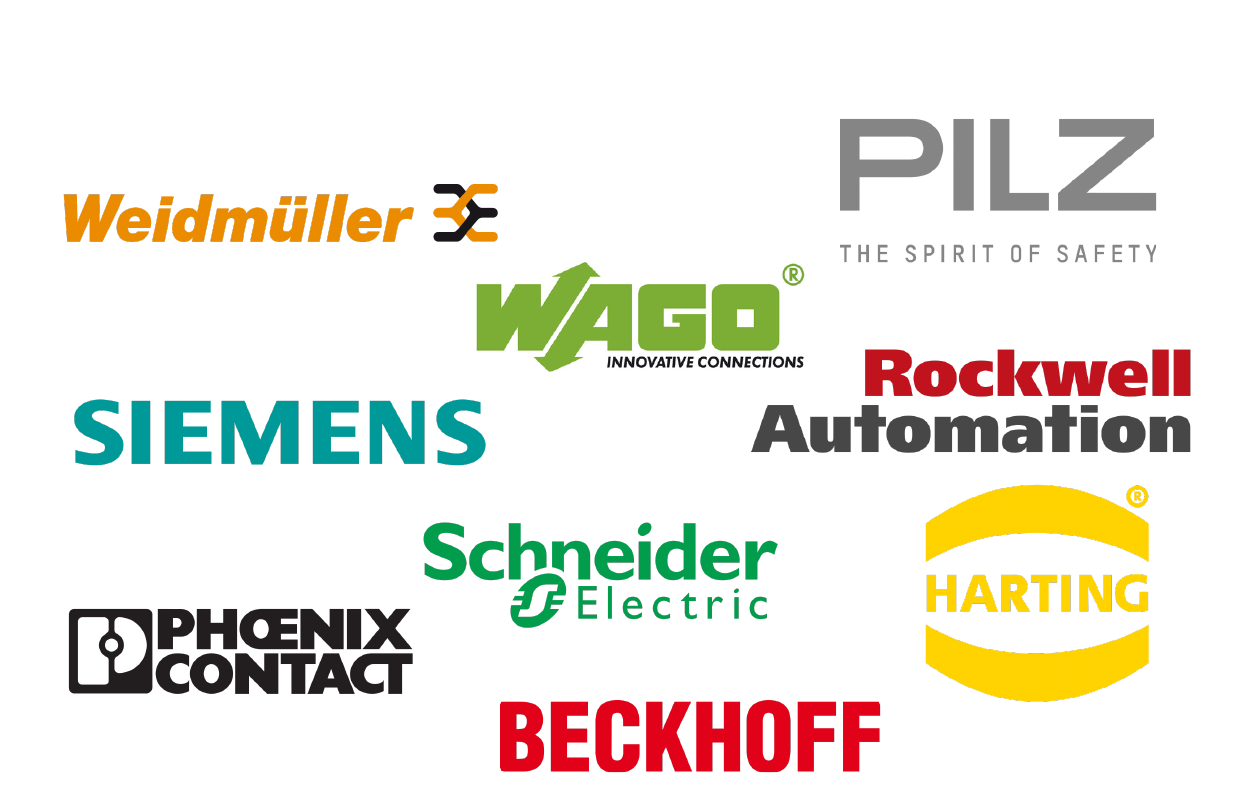 PILZ
THE SPIRIT OF SAFETY
Weidmüller
WAGO®
INNOVATIVE CONNECTIONS
Rockwell
Automation
SIEMENS
HARTING®
Schneider
Electric
PHŒNIX
CONTACT
BECKHOFF